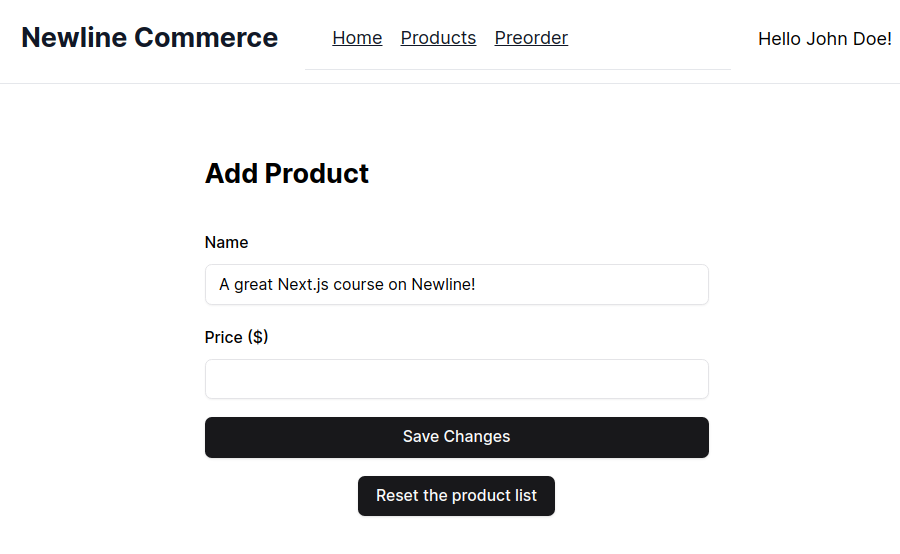 Newline Commerce Home Products Preorder Hello John Doe!
Add Product
Name
A great Next.js course on Newline!
Price ($)
Save Changes
Reset the product list